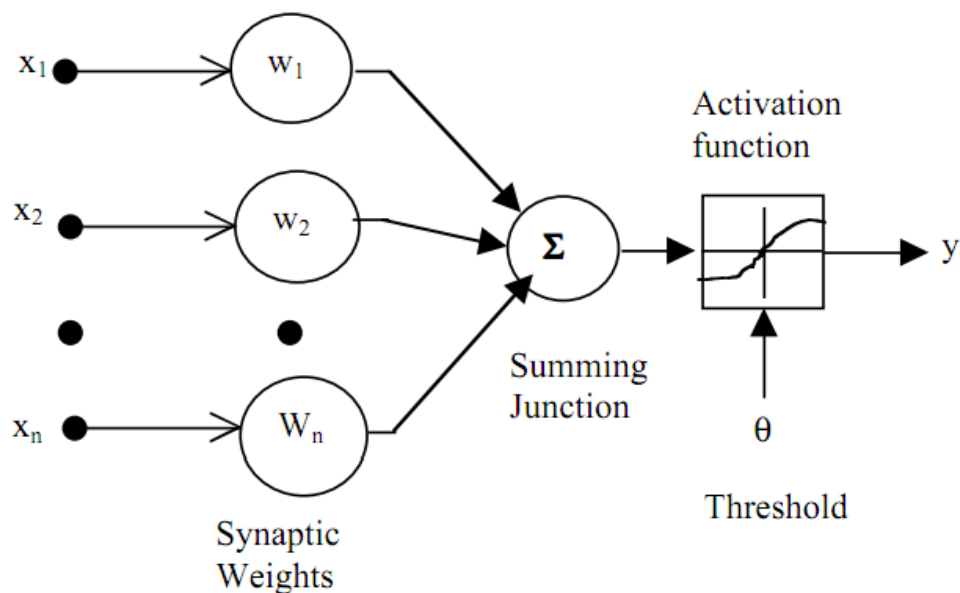 x1
w1
Activation
function
x2
w2
Σ
y
Summing
Junction
xn
Wn
θ
Threshold
Synaptic
Weights